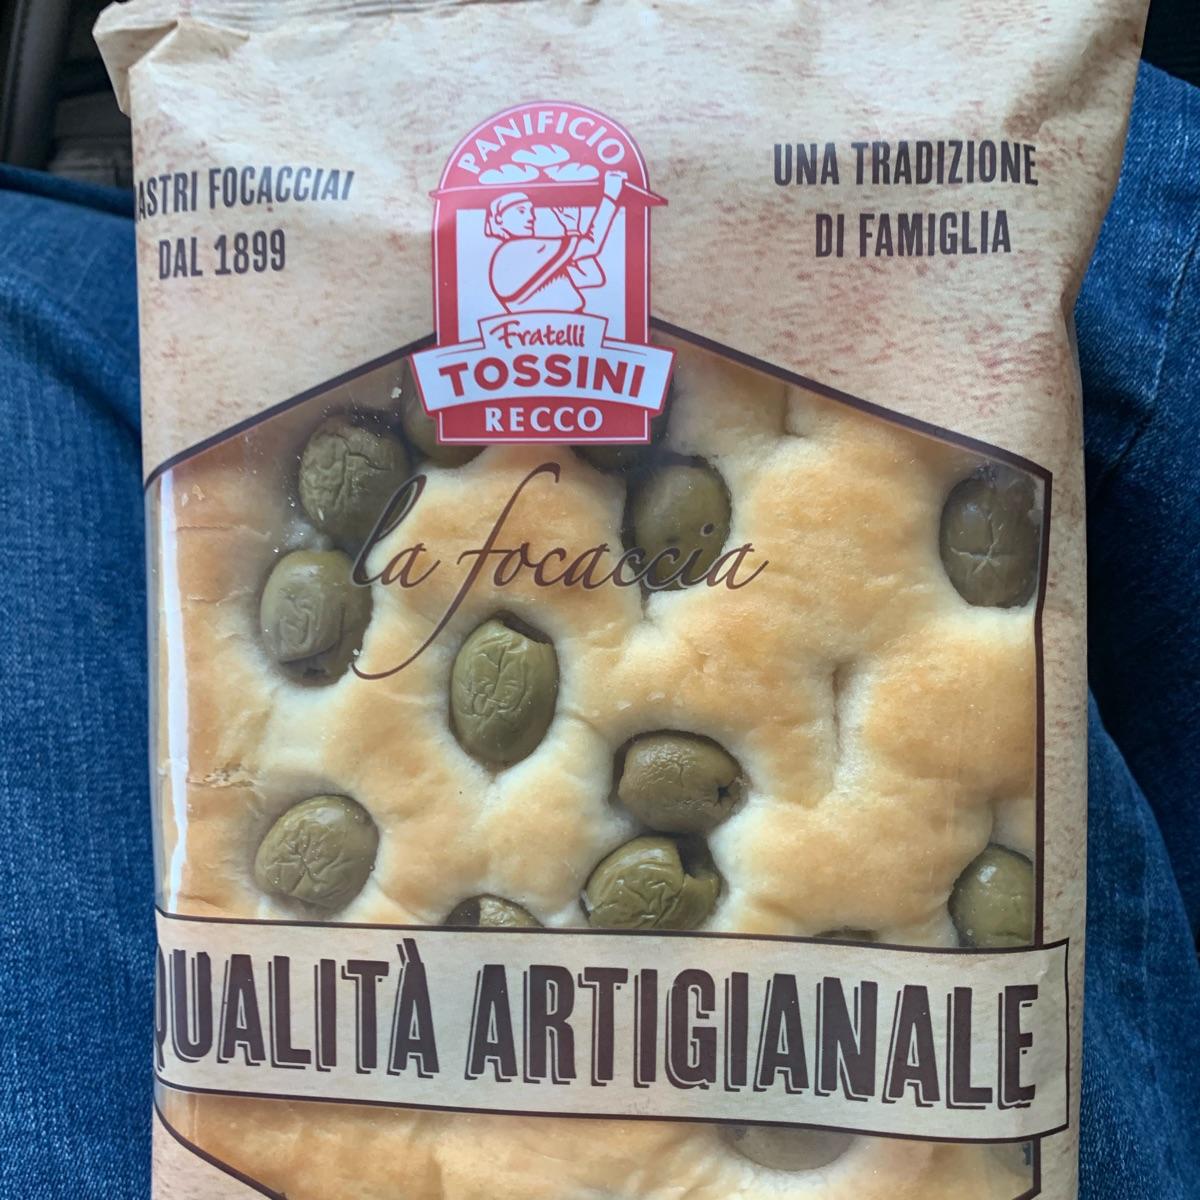 PANIFICIO
ASTRI FOCACCIAI
DAL 1899
UNA TRADIZIONE
DI FAMIGLIA
Fratelli
TOSSINI
RECCO
la focaccia
QUALITÀ ARTIGIANALE